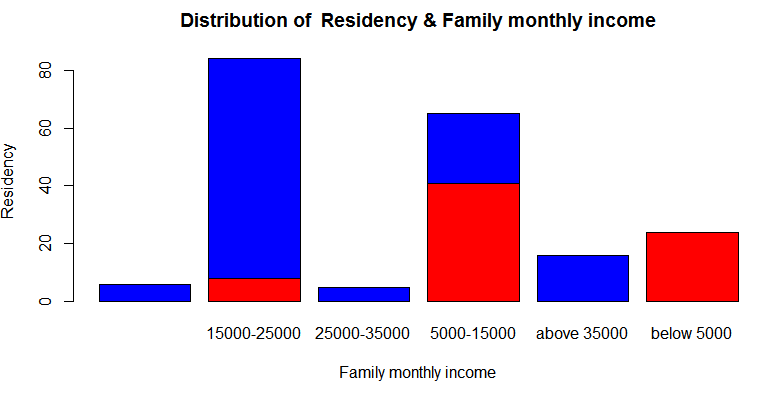 Distribution of  Residency & Family monthly income
80
60
40
20
0
Residency
15000-25000 25000-35000 5000-15000 above 35000 below 5000
Family monthly income